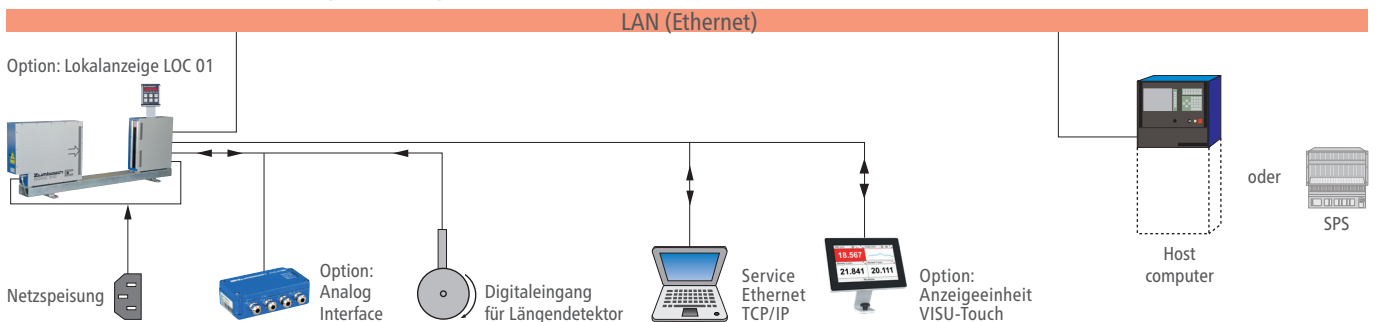 LAN (Ethernet)
Option: Lokalanzeige LOC 01
Zumbach
18.567
21.841 20.111
oder
SPS
Host
computer
Netzspeisung
Option:
Analog
Interface
Digitaleingang
für Längendetektor
Service
Ethernet
TCP/IP
Option:
Anzeigeeinheit
VISU-Touch